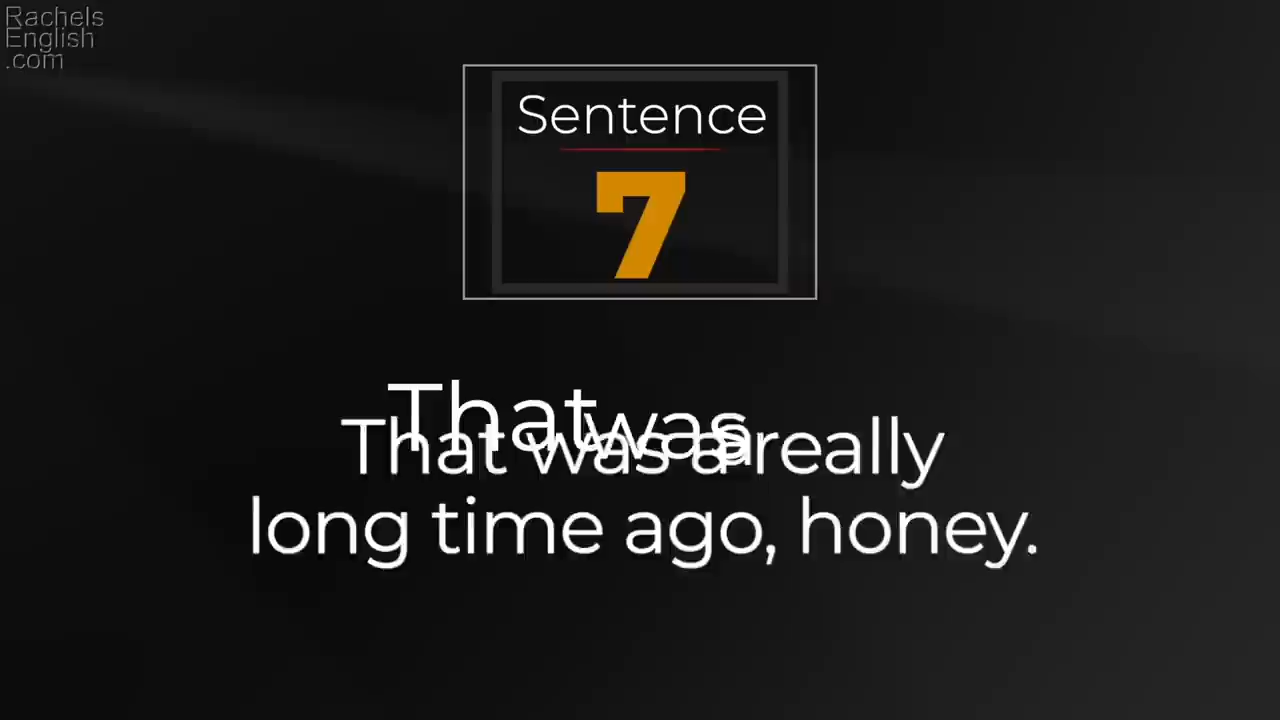 Rachels
English
.com
Sentence
7
That was
That was a really
long time ago, honey.